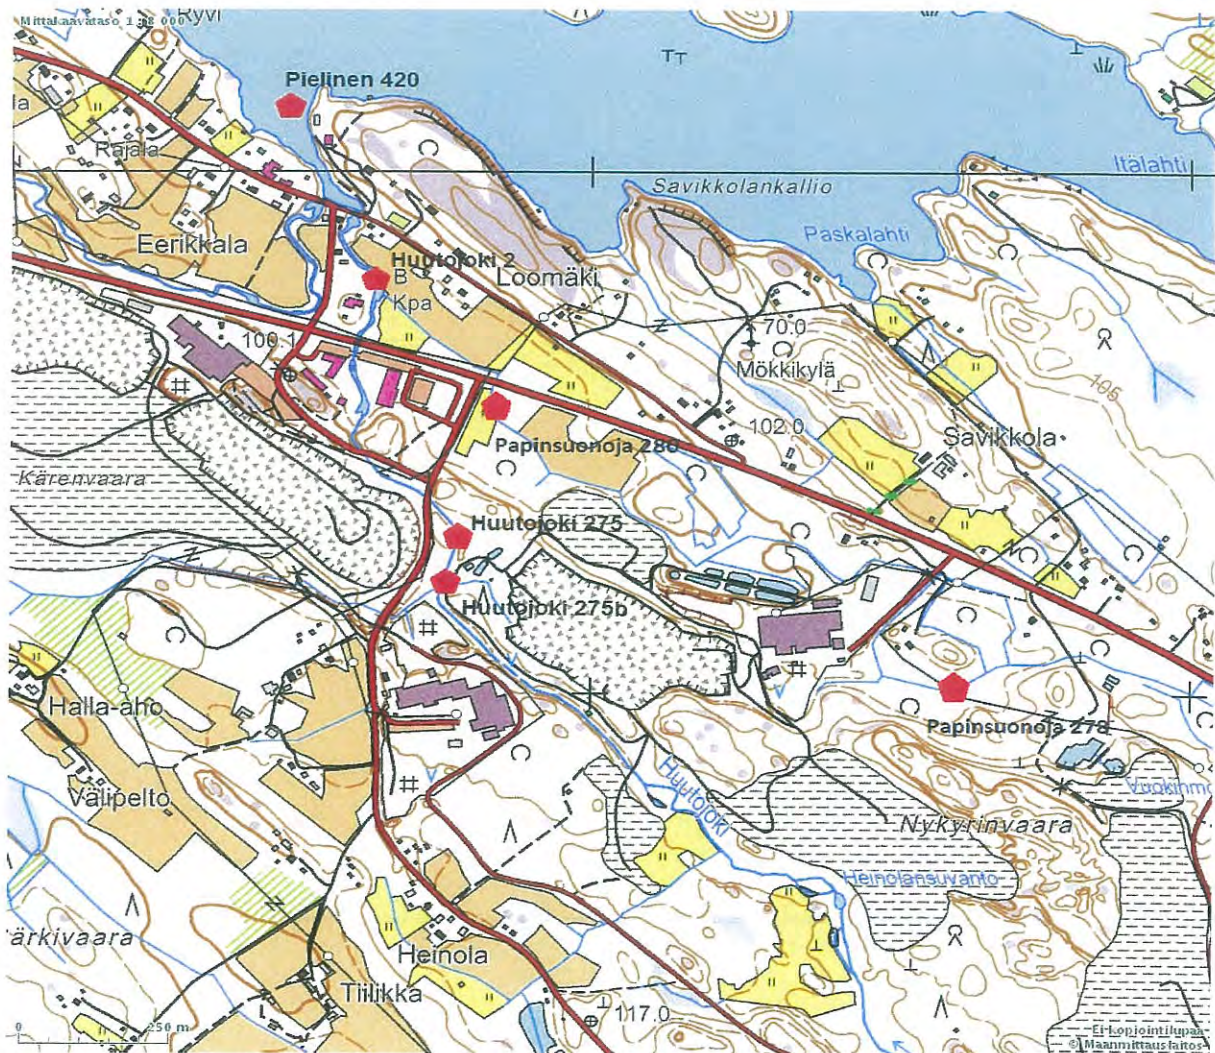 Mittakaavataso 1 : 8 000
Ryvi
Pielinen 420
la
Rajala
Itälahti
Savikkolankallio
Paskalahti
Eerikkala
Huutojoki 2
B
Kpa
Loomäki
100.1
70.0
Mökkikylä
105
102.0
Savikkola
Papinsuonoja 280
Kärenvaara
Huutojoki 275
Huutojoki 275b
Halla-aho
Papinsuonoja 278
Välipelto
Huutojoki
Nykyrinvaara
Heinolansuvanto
ärkivaara
Heinola
Tiilikka
117.0
0
250 m
Ei kopiointilupaa
© Maanmittauslaitos